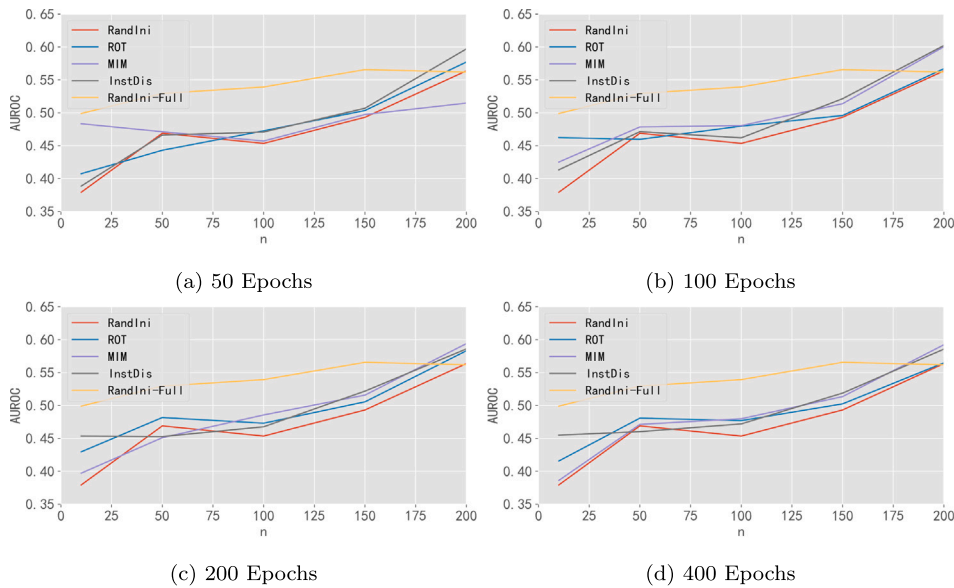 0.65
0.60
0.55
0.50
0.45
0.40
0.35
AUROC
RandIni
ROT
MIM
InstDis
RandIni-Full
0 25 50 75 100 125 150 175 200
n
(a) 50 Epochs
0.65
0.60
0.55
0.50
0.45
0.40
0.35
AUROC
RandIni
ROT
MIM
InstDis
RandIni-Full
0 25 50 75 100 125 150 175 200
n
(b) 100 Epochs
0.65
0.60
0.55
0.50
0.45
0.40
0.35
AUROC
RandIni
ROT
MIM
InstDis
RandIni-Full
0 25 50 75 100 125 150 175 200
n
(c) 200 Epochs
0.65
0.60
0.55
0.50
0.45
0.40
0.35
AUROC
RandIni
ROT
MIM
InstDis
RandIni-Full
0 25 50 75 100 125 150 175 200
n
(d) 400 Epochs